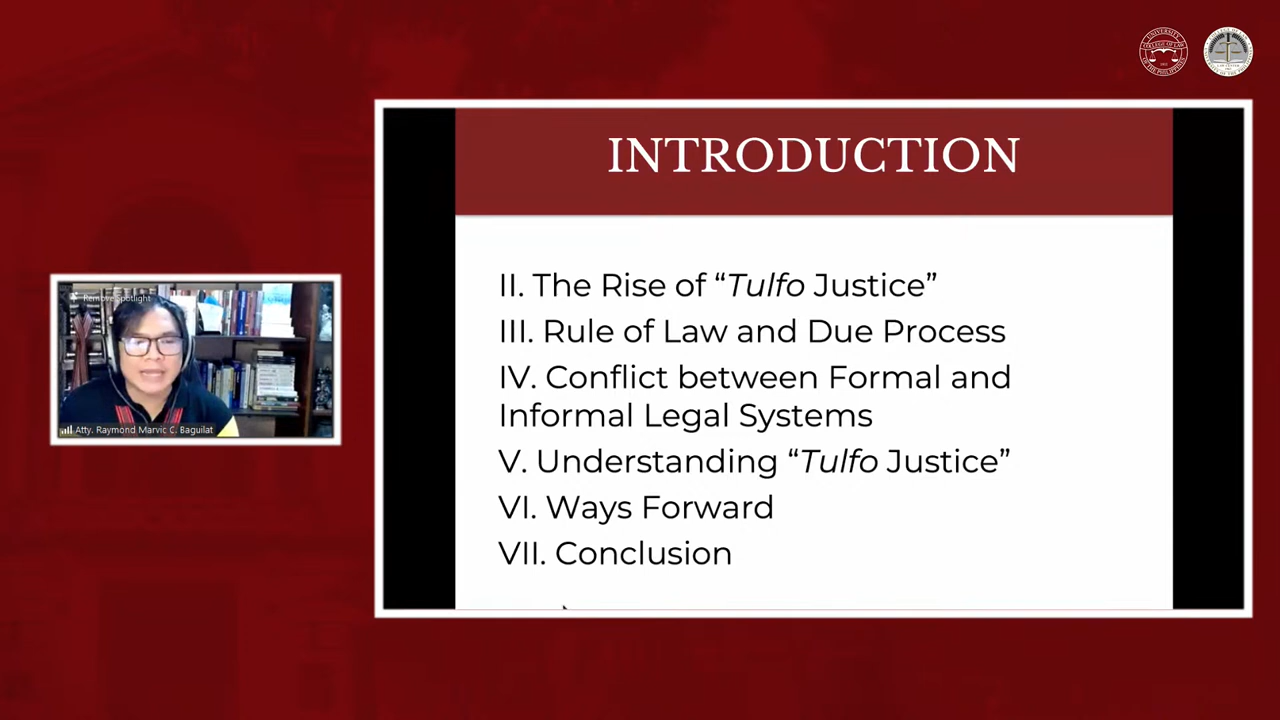 INTRODUCTION
II. The Rise of “Tulfo Justice”
III. Rule of Law and Due Process
IV. Conflict between Formal and
Informal Legal Systems
V. Understanding “Tulfo Justice”
VI. Ways Forward
VII. Conclusion
Remove Spotlight
Atty. Raymond Marvic C. Baguilat